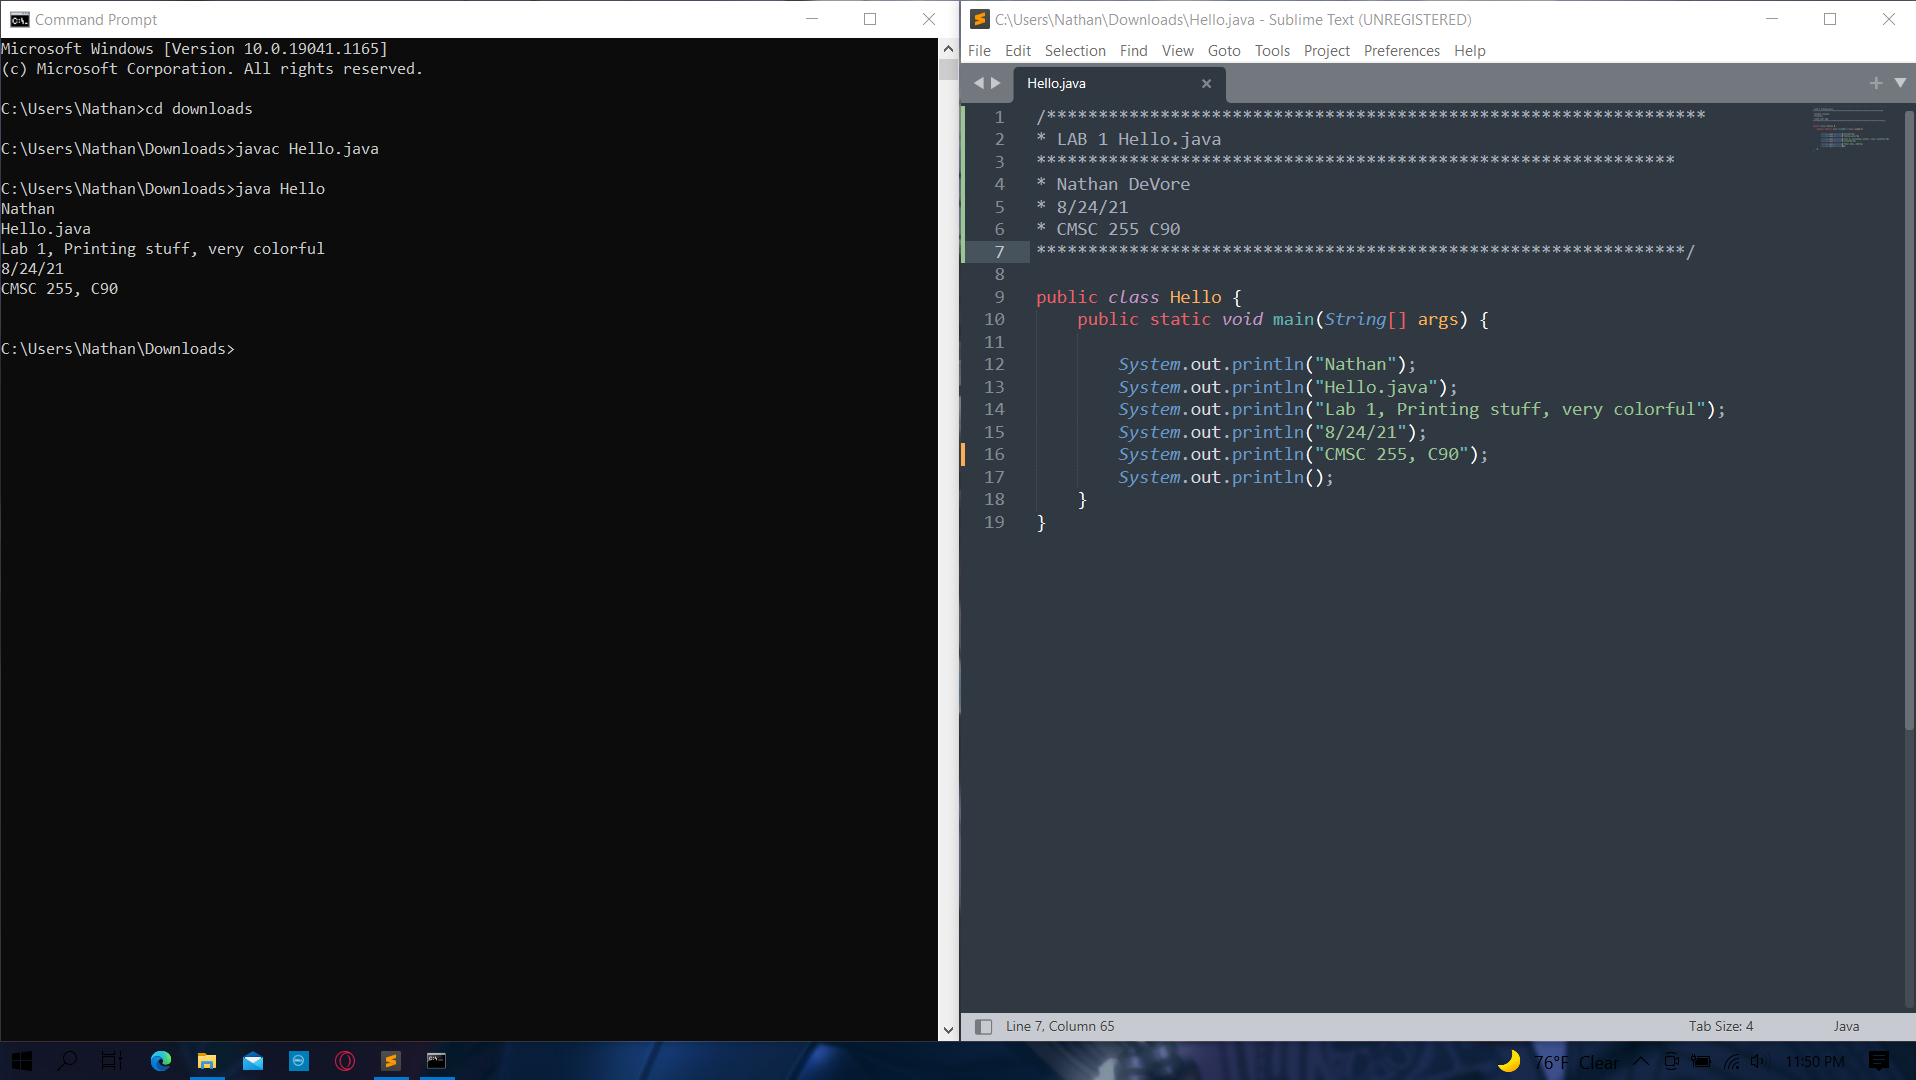 Command Prompt
Microsoft Windows [Version 10.0.19041.1165]
(c) Microsoft Corporation. All rights reserved.
C:\Users\Nathan>cd downloads
C:\Users\Nathan\Downloads>javac Hello.java
C:\Users\Nathan\Downloads>java Hello
Nathan
Hello.java
Lab 1, Printing stuff, very colorful
8/24/21
CMSC 255, C90
C:\Users\Nathan\Downloads>
C:\Users\Nathan\Downloads\Hello.java - Sublime Text (UNREGISTERED)
File Edit Selection Find View Goto Tools Project Preferences Help
Hello.java
1 /****************************************************************
2 * LAB 1 Hello.java
3 **************************************************************
4 * Nathan DeVore
5 * 8/24/21
6 * CMSC 255 C90
7 ***************************************************************/
8
9 public class Hello {
10 public static void main(String[] args) {
11
12 System.out.println("Nathan");
13 System.out.println("Hello.java");
14 System.out.println("Lab 1, Printing stuff, very colorful");
15 System.out.println("8/24/21");
16 System.out.println("CMSC 255, C90");
17 System.out.println();
18 }
19 }
Line 7, Column 65
Tab Size: 4
Java
76°F Clear
11:50 PM